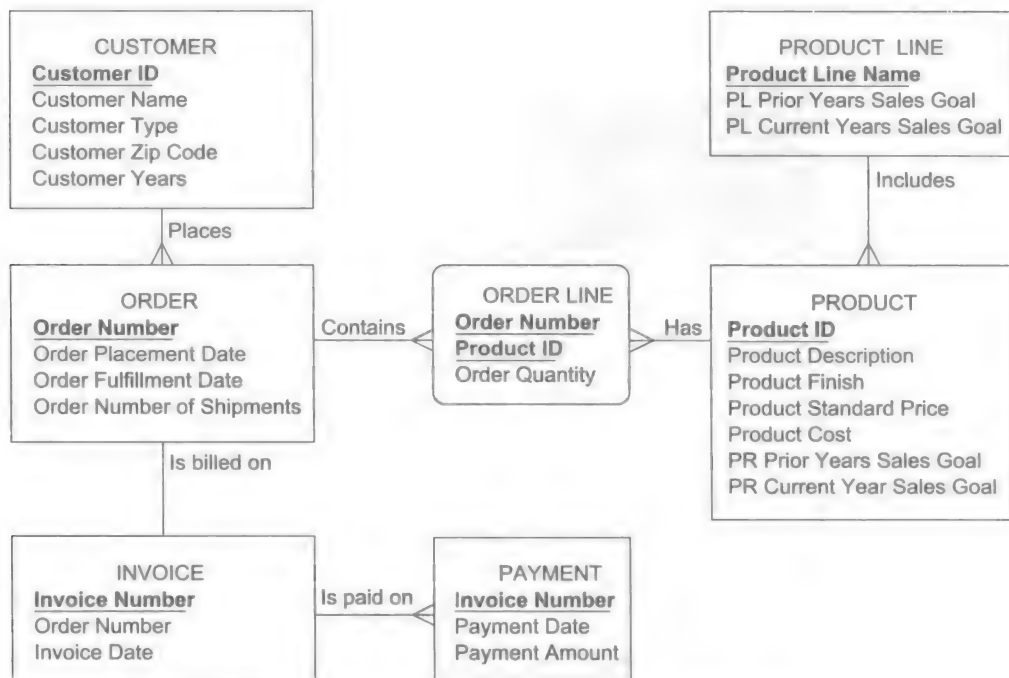 CUSTOMER
Customer ID
Customer Name
Customer Type
Customer Zip Code
Customer Years
PRODUCT LINE
Product Line Name
PL Prior Years Sales Goal
PL Current Years Sales Goal
Places
Includes
ORDER
Order Number
Order Placement Date
Order Fulfillment Date
Order Number of Shipments
Contains
ORDER LINE
Order Number
Product ID
Order Quantity
Has
PRODUCT
Product ID
Product Description
Product Finish
Product Standard Price
Product Cost
PR Prior Years Sales Goal
PR Current Year Sales Goal
Is billed on
INVOICE
Invoice Number
Order Number
Invoice Date
Is paid on
PAYMENT
Invoice Number
Payment Date
Payment Amount